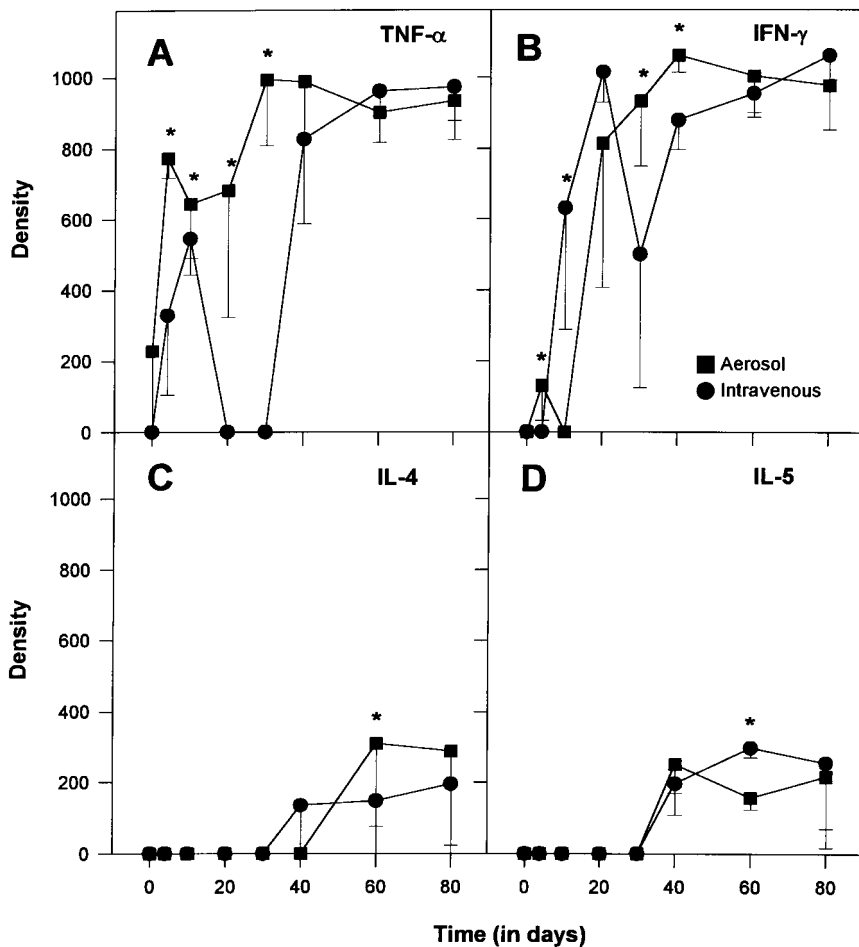 A TNF-α
B IFN-γ
1000
800
600
400
200
0
Density
* * * * *
* * * *
Aerosol
Intravenous
C IL-4
D IL-5
1000
800
600
400
200
0
Density
*
*
0 20 40 60 80
0 20 40 60 80
Time (in days)